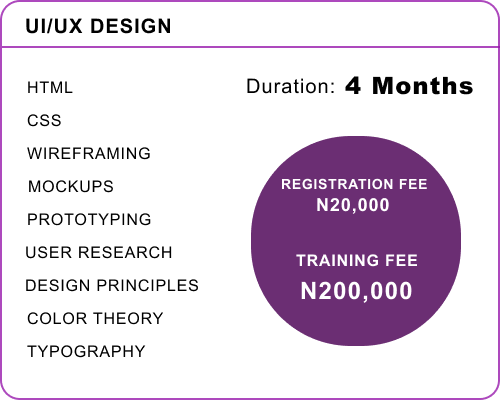 UI/UX DESIGN
HTML
CSS
WIREFRAMING
MOCKUPS
PROTOTYPING
USER RESEARCH
DESIGN PRINCIPLES
COLOR THEORY
TYPOGRAPHY
Duration: 4 Months
REGISTRATION FEE
N20,000
TRAINING FEE
N200,000